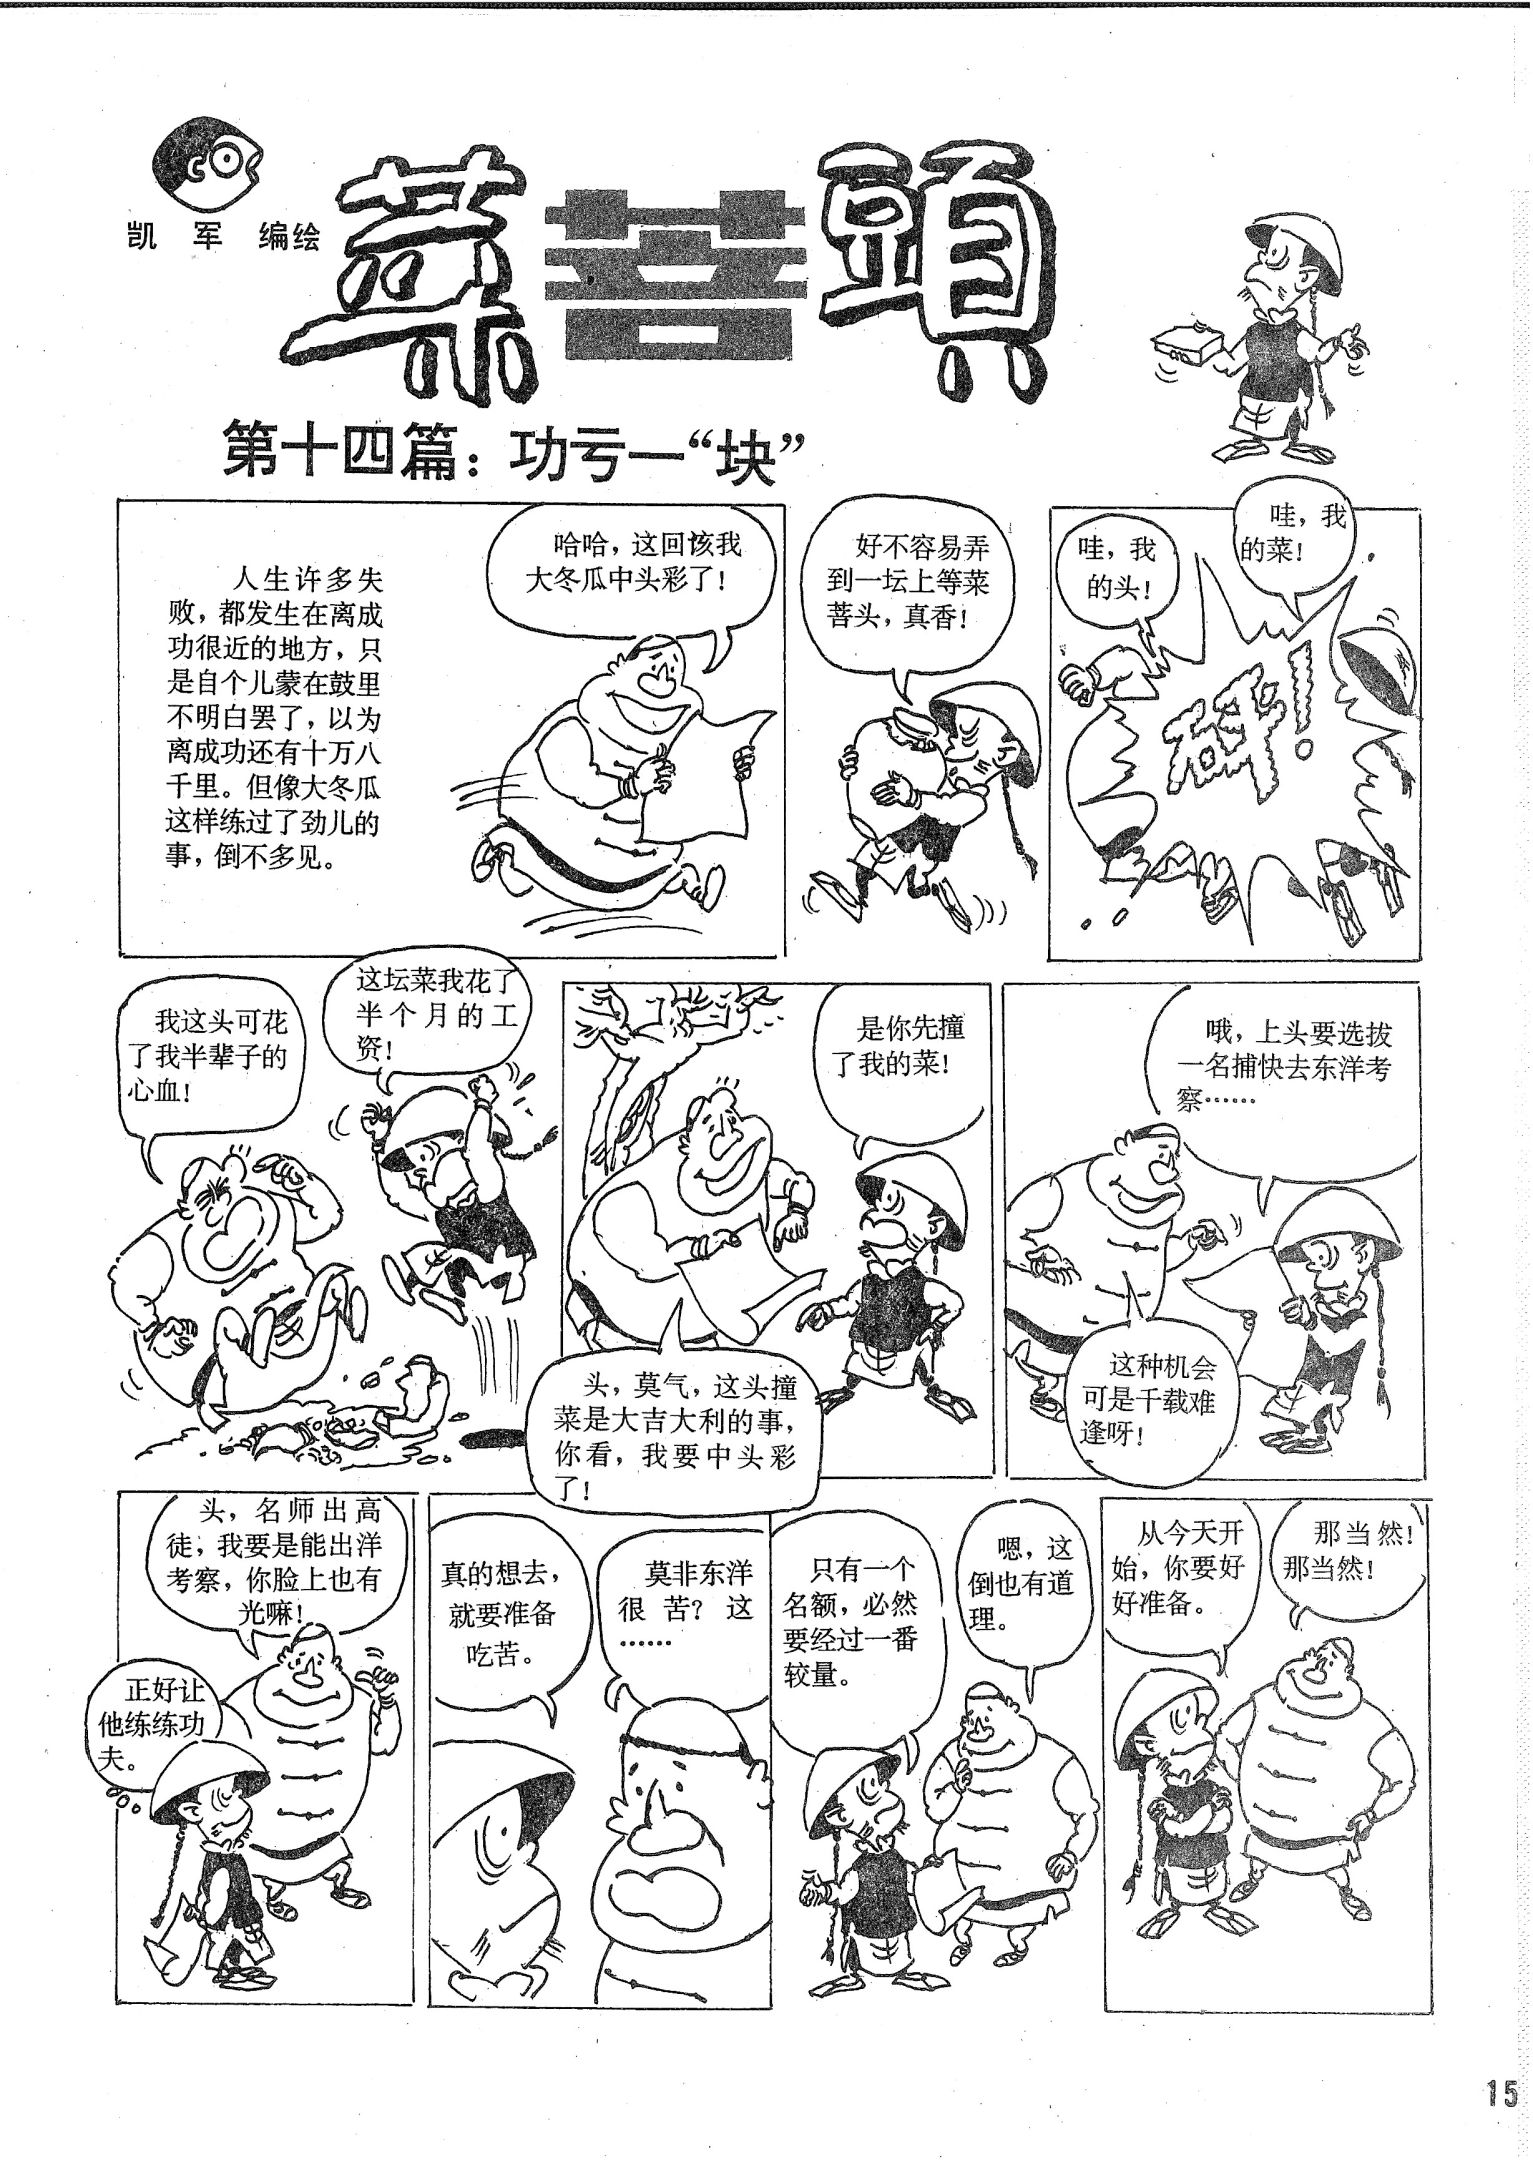 凯 军 编绘
菜菩頭
第十四篇：功亏一“块”
人生许多失
败，都发生在离成
功很近的地方，只
是自个儿蒙在鼓里
不明白罢了，以为
离成功还有十万八
千里。但像大冬瓜
这样练过了劲儿的
事，倒不多见。
哈哈，这回该我
大冬瓜中头彩了！
好不容易弄
到一坛上等菜
菩头，真香！
哇，我
的头！
哇，我
的菜！
砰！
我这头可花
了我半辈子的
心血！
这坛菜我花了
半个月的工
资！
是你先撞
了我的菜！
头，莫气，这头撞
菜是大吉大利的事，
你看，我要中头彩
了！
哦，上头要选拔
一名捕快去东洋考
察……
这种机会
可是千载难
逢呀！
头，名师出高
徒，我要是能出洋
考察，你脸上也有
光嘛！
正好让
他练练功
夫。
真的想去，
就要准备
吃苦。
莫非东洋
很苦？这
……
只有一个
名额，必然
要经过一番
较量。
嗯，这
倒也有道
理。
从今天开
始，你要好
好准备。
那当然！
那当然！
15